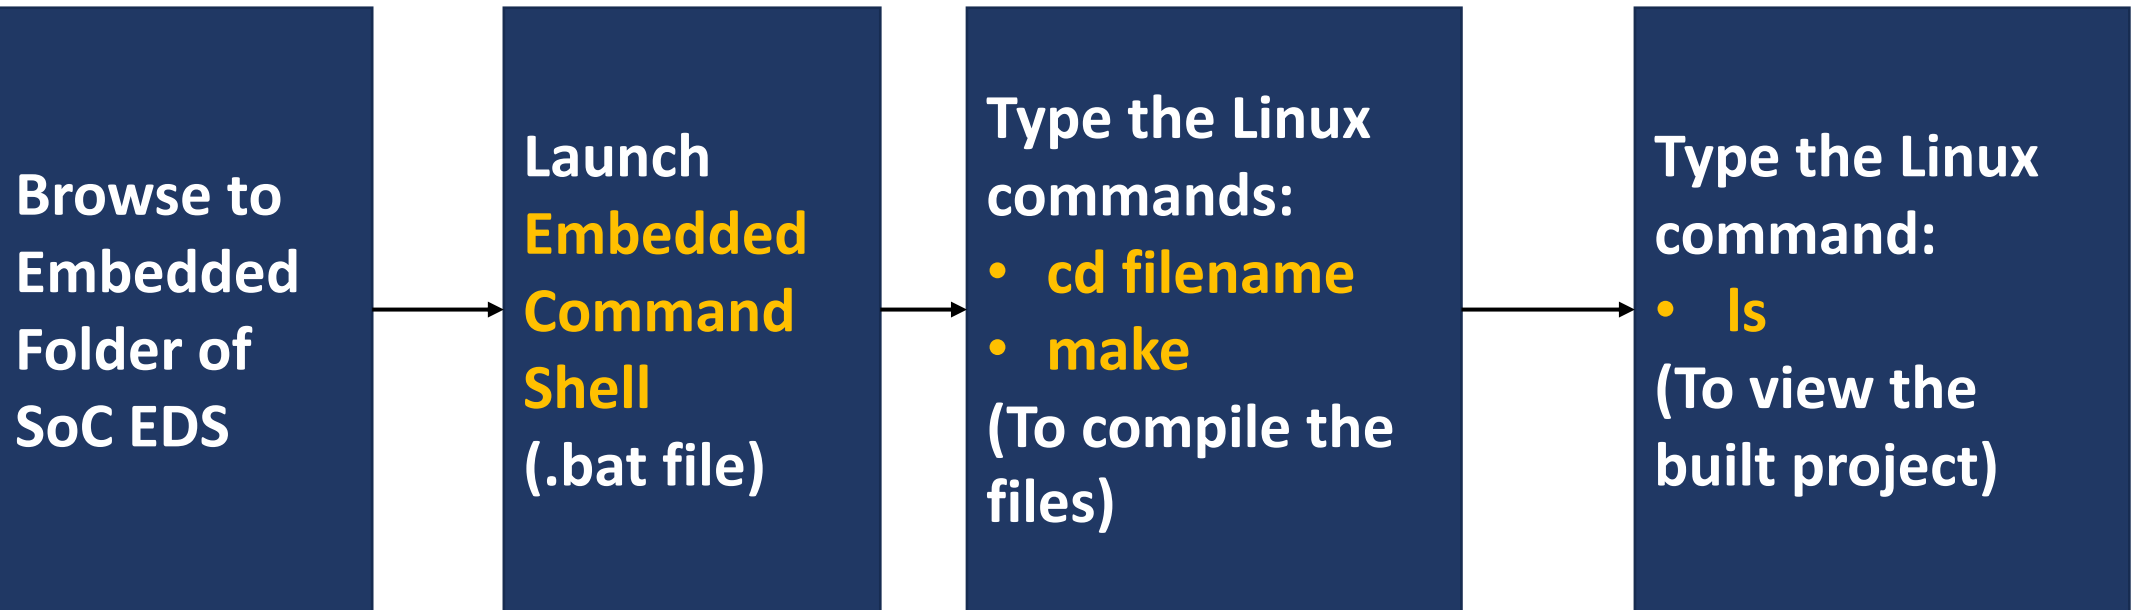 Browse to
Embedded
Folder of
SoC EDS
Launch
Embedded
Command
Shell
(.bat file)
Type the Linux
commands:
• cd filename
• make
(To compile the
files)
Type the Linux
command:
• ls
(To view the
built project)